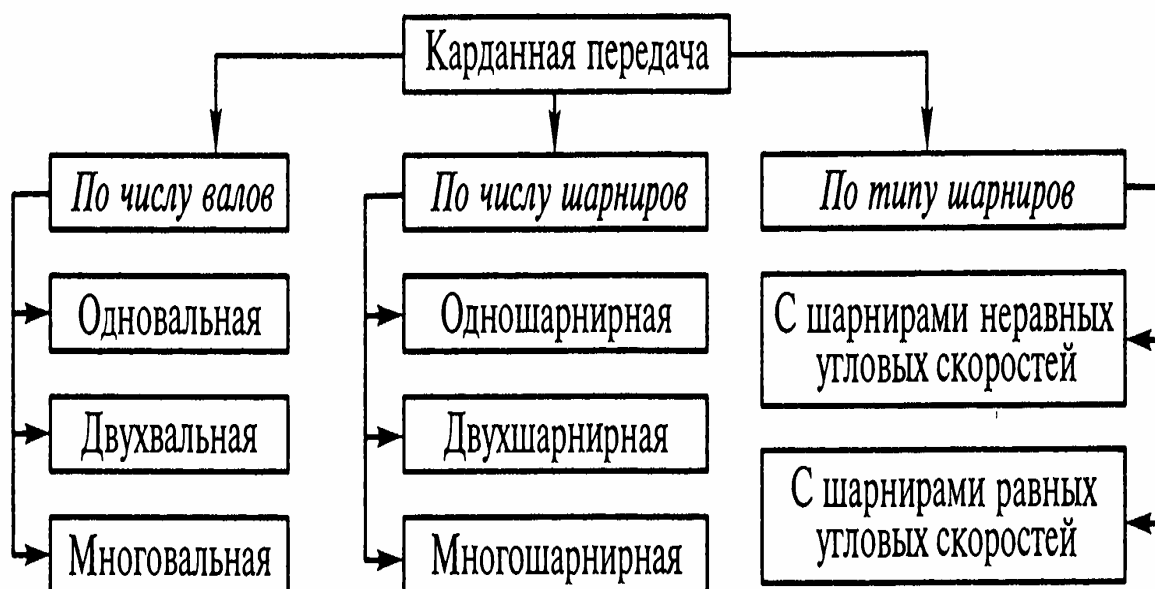 Карданная передача
По числу валов
Одновальная
Двухвальная
Многовальная
По числу шарниров
Одношарнирная
Двухшарнирная
Многошарнирная
По типу шарниров
С шарнирами неравных
угловых скоростей
С шарнирами равных
угловых скоростей